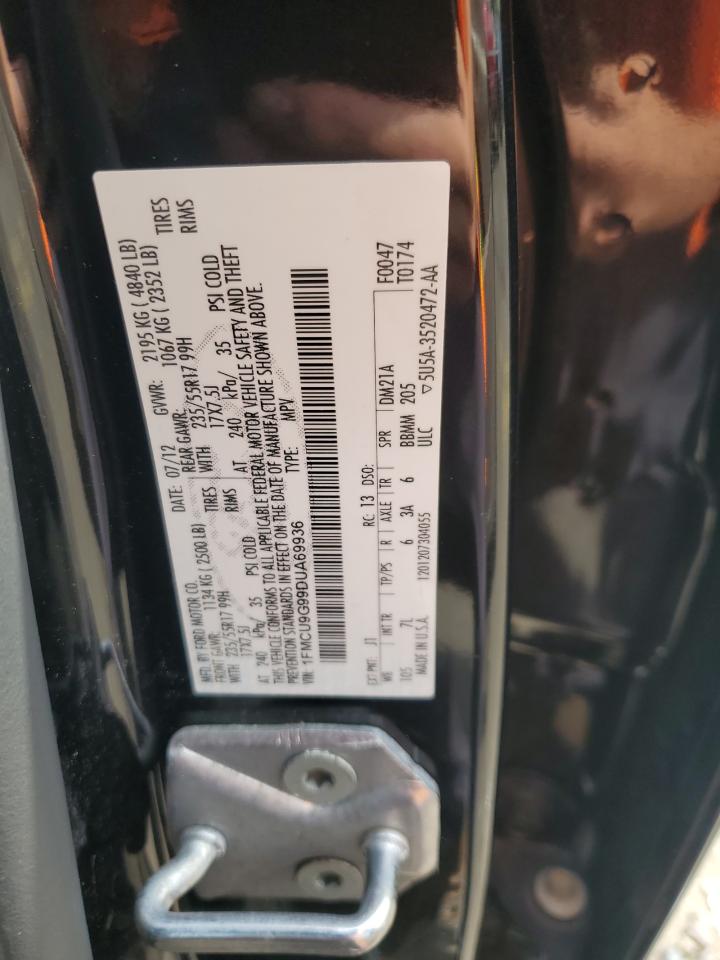 MFD. BY FORD MOTOR CO. DATE: 07/12 GVWR: 2195 KG ( 4840 LB)
FRONT GAWR: 1134 KG ( 2500 LB) REAR GAWR: 1067 KG ( 2352 LB)
WITH 235/55R17 99H TIRES WITH 235/55R17 99H TIRES
17X7.5J RIMS 17X7.5J RIMS
AT 240 kPa/ 35 PSI COLD AT 240 kPa/ 35 PSI COLD
THIS VEHICLE CONFORMS TO ALL APPLICABLE FEDERAL MOTOR VEHICLE SAFETY AND THEFT
PREVENTION STANDARDS IN EFFECT ON THE DATE OF MANUFACTURE SHOWN ABOVE.
VIN: 1FMCU9G99DUA69936 TYPE: MPV
EXT PNT: J1 RC: 13 DSO: F0047
WB INT TR TP/PS R AXLE TR SPR DM21A T0174
105 7L 6 3A 6 BBMM 205
MADE IN U.S.A. 1201207304055 ULC ▽5U5A-3520472-AA